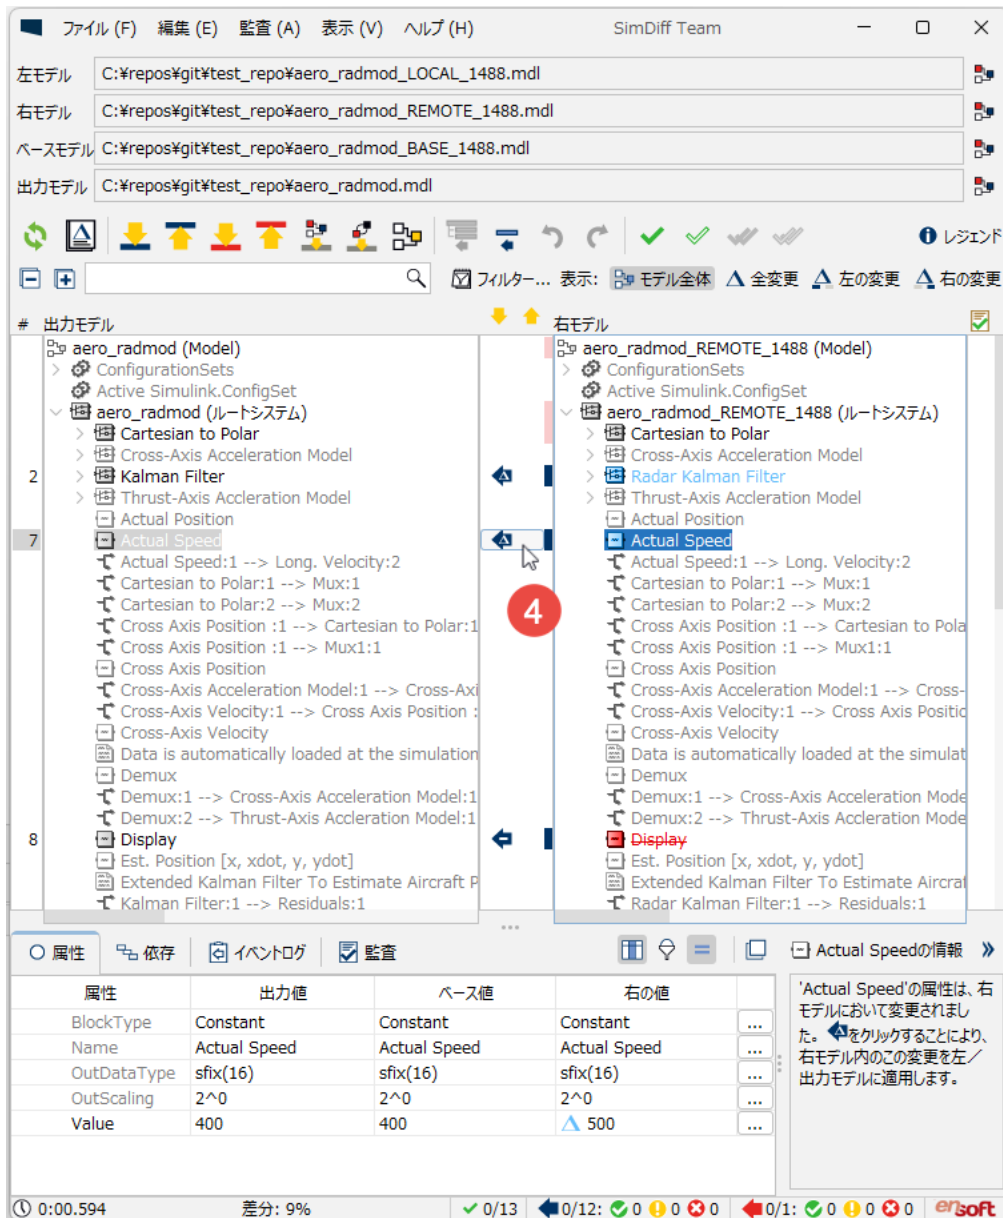 ファイル (F) 編集 (E) 監査 (A) 表示 (V) ヘルプ (H) SimDiff Team
左モデル C:¥repos¥git¥test_repo¥aero_radmod_LOCAL_1488.mdl
右モデル C:¥repos¥git¥test_repo¥aero_radmod_REMOTE_1488.mdl
ベースモデル C:¥repos¥git¥test_repo¥aero_radmod_BASE_1488.mdl
出力モデル C:¥repos¥git¥test_repo¥aero_radmod.mdl
レジェンド
フィルター... 表示: モデル全体 全変更 左の変更 右の変更
# 出力モデル 右モデル
aero_radmod (Model) aero_radmod_REMOTE_1488 (Model)
ConfigurationSets ConfigurationSets
Active Simulink.ConfigSet Active Simulink.ConfigSet
aero_radmod (ルートシステム) aero_radmod_REMOTE_1488 (ルートシステム)
Cartesian to Polar Cartesian to Polar
Cross-Axis Acceleration Model Cross-Axis Acceleration Model
2 Kalman Filter Radar Kalman Filter
Thrust-Axis Accleration Model Thrust-Axis Accleration Model
Actual Position Actual Position
7 Actual Speed Actual Speed
Actual Speed:1 --> Long. Velocity:2 Actual Speed:1 --> Long. Velocity:2
Cartesian to Polar:1 --> Mux:1 Cartesian to Polar:1 --> Mux:1
Cartesian to Polar:2 --> Mux:2 Cartesian to Polar:2 --> Mux:2
4
Cross Axis Position :1 --> Cartesian to Polar:1 Cross Axis Position :1 --> Cartesian to Pola
Cross Axis Position :1 --> Mux1:1 Cross Axis Position :1 --> Mux1:1
Cross Axis Position Cross Axis Position
Cross-Axis Acceleration Model:1 --> Cross-Axi Cross-Axis Acceleration Model:1 --> Cross-
Cross-Axis Velocity:1 --> Cross Axis Position : Cross-Axis Velocity:1 --> Cross Axis Positic
Cross-Axis Velocity Cross-Axis Velocity
Data is automatically loaded at the simulation Data is automatically loaded at the simulat
Demux Demux
Demux:1 --> Cross-Axis Acceleration Model:1 Demux:1 --> Cross-Axis Acceleration Mode
Demux:2 --> Thrust-Axis Accleration Model:1 Demux:2 --> Thrust-Axis Accleration Mode
8 Display Display
Est. Position [x, xdot, y, ydot] Est. Position [x, xdot, y, ydot]
Extended Kalman Filter To Estimate Aircraft P Extended Kalman Filter To Estimate Aircraf
Kalman Filter:1 --> Residuals:1 Radar Kalman Filter:1 --> Residuals:1
属性 依存 イベントログ 監査 Actual Speedの情報
属性 出力値 ベース値 右の値
BlockType Constant Constant Constant ...
Name Actual Speed Actual Speed Actual Speed ...
OutDataType sfix(16) sfix(16) sfix(16) ...
OutScaling 2^0 2^0 2^0 ...
Value 400 400 500 ...
'Actual Speed'の属性は、右
モデルにおいて変更されまし
た。をクリックすることにより、
右モデル内のこの変更を左／
出力モデルに適用します。
0:00.594 差分: 9% 0/13 0/12: 0 0 0 0/1: 0 0 0 ensoft